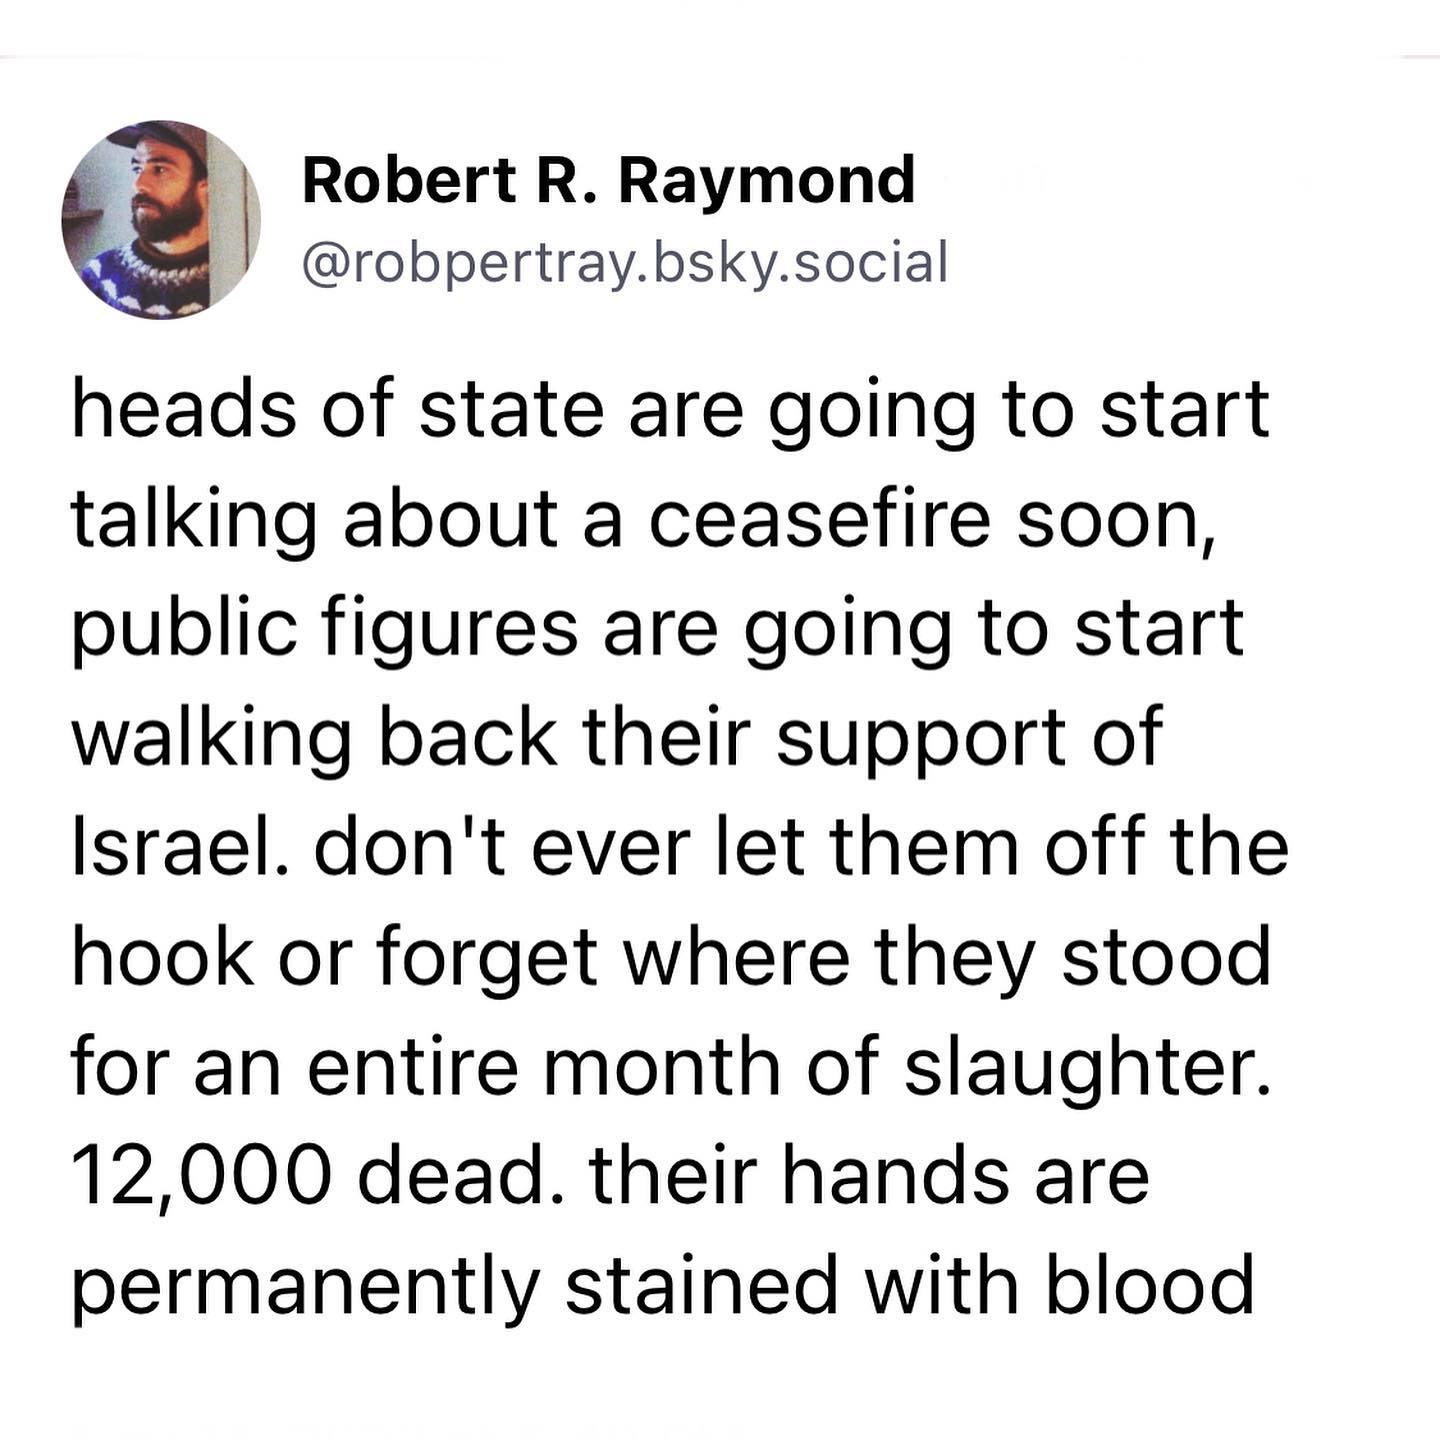 Robert R. Raymond
@robpertray.bsky.social
heads of state are going to start
talking about a ceasefire soon,
public figures are going to start
walking back their support of
Israel. don't ever let them off the
hook or forget where they stood
for an entire month of slaughter.
12,000 dead. their hands are
permanently stained with blood